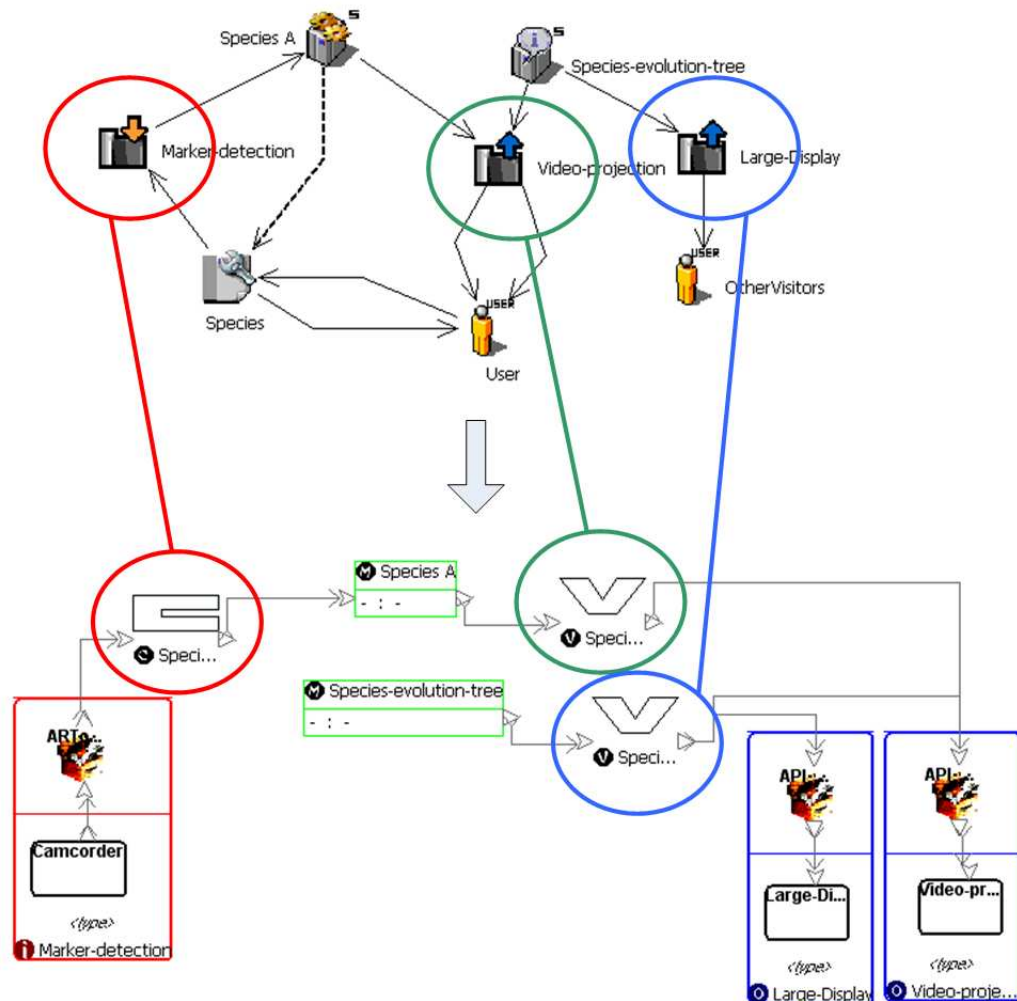 Species A
S
S
Species-evolution-tree
Marker-detection
Video-projection
Large-Display
USER
OtherVisitors
Species
USER
User
M Species A
- : -
C Speci...
V Speci...
M Species-evolution-tree
- : -
V Speci...
ARTo...
API-...
API-...
Camcorder
Large-Di...
Video-pr...
<type>
<type>
<type>
i Marker-detection
O Large-Display
O Video-proje...